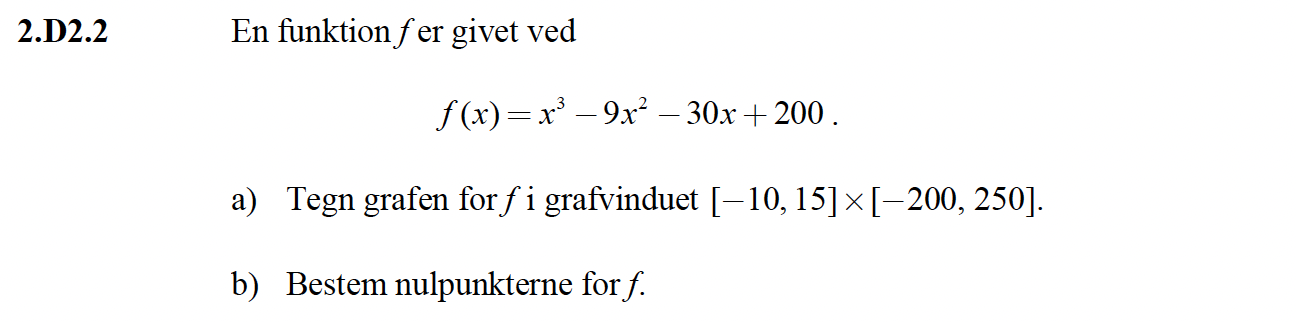 2.D2.2 En funktion f er givet ved
f (x) = x³ − 9x² − 30x + 200 .
a) Tegn grafen for f i grafvinduet [−10, 15]×[−200, 250].
b) Bestem nulpunkterne for f.